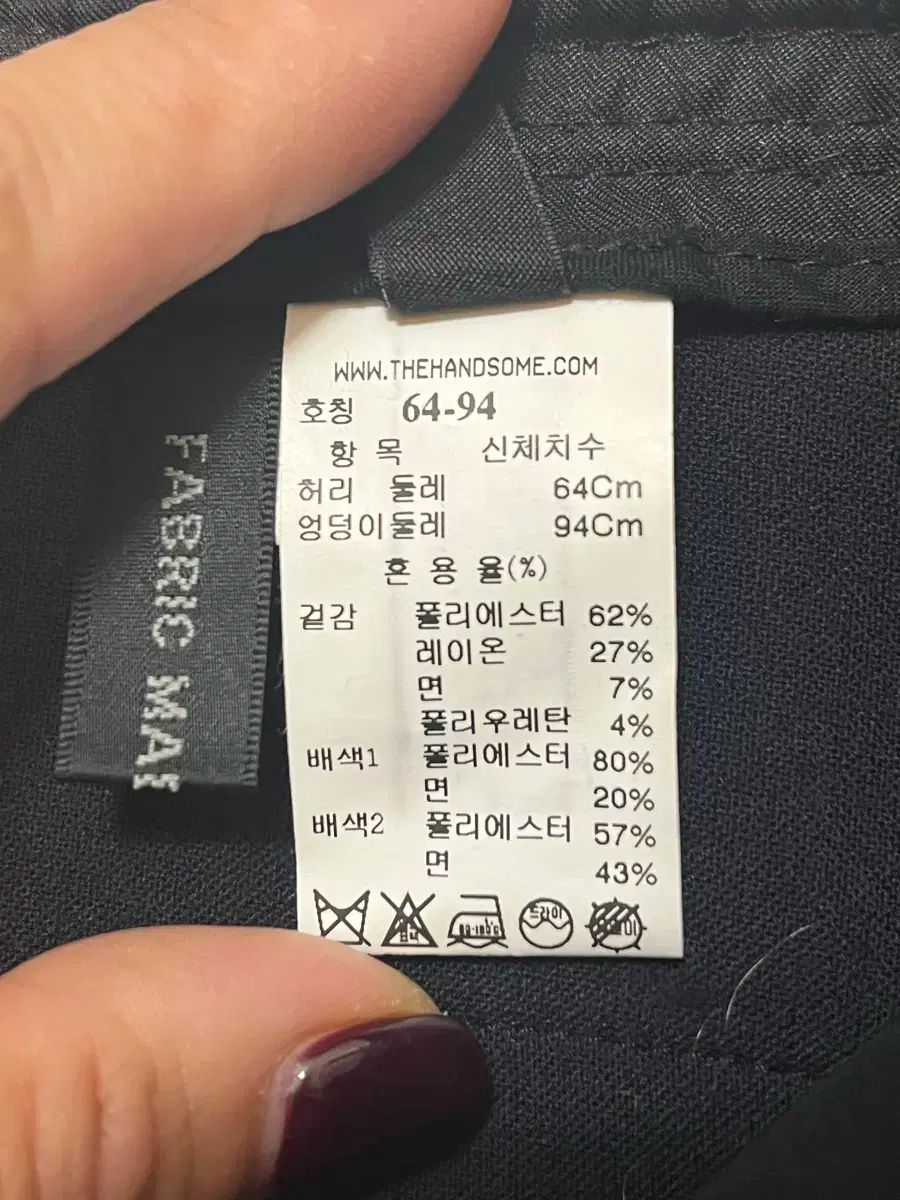 WWW.THEHANDSOME.COM
호칭 64-94
항 목 신체치수
허리 둘레 64Cm
엉덩이둘레 94Cm
혼 용 율(%)
겉감 폴리에스터 62%
레이온 27%
면 7%
폴리우레탄 4%
배색1 폴리에스터 80%
면 20%
배색2 폴리에스터 57%
면 43%
드라이
FABRIC